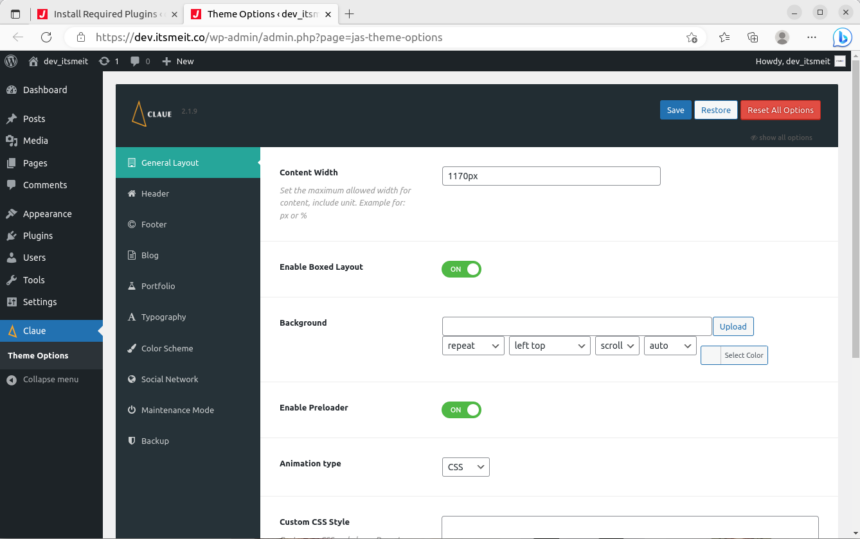 Install Required Plugins ‹
Theme Options ‹ dev_itsm
https://dev.itsmeit.co/wp-admin/admin.php?page=jas-theme-options
dev_itsmeit
1
0
New
Howdy, dev_itsmeit
Dashboard
Posts
Media
Pages
Comments
Appearance
Plugins
Users
Tools
Settings
Claue
Theme Options
Collapse menu
CLAUE
2.1.9
Save
Restore
Reset All Options
show all options
General Layout
Header
Footer
Blog
Portfolio
Typography
Color Scheme
Social Network
Maintenance Mode
Backup
Content Width
Set the maximum allowed width for
content, include unit. Example for:
px or %
1170px
Enable Boxed Layout
ON
Background
Upload
repeat
left top
scroll
auto
Select Color
Enable Preloader
ON
Animation type
CSS
Custom CSS Style